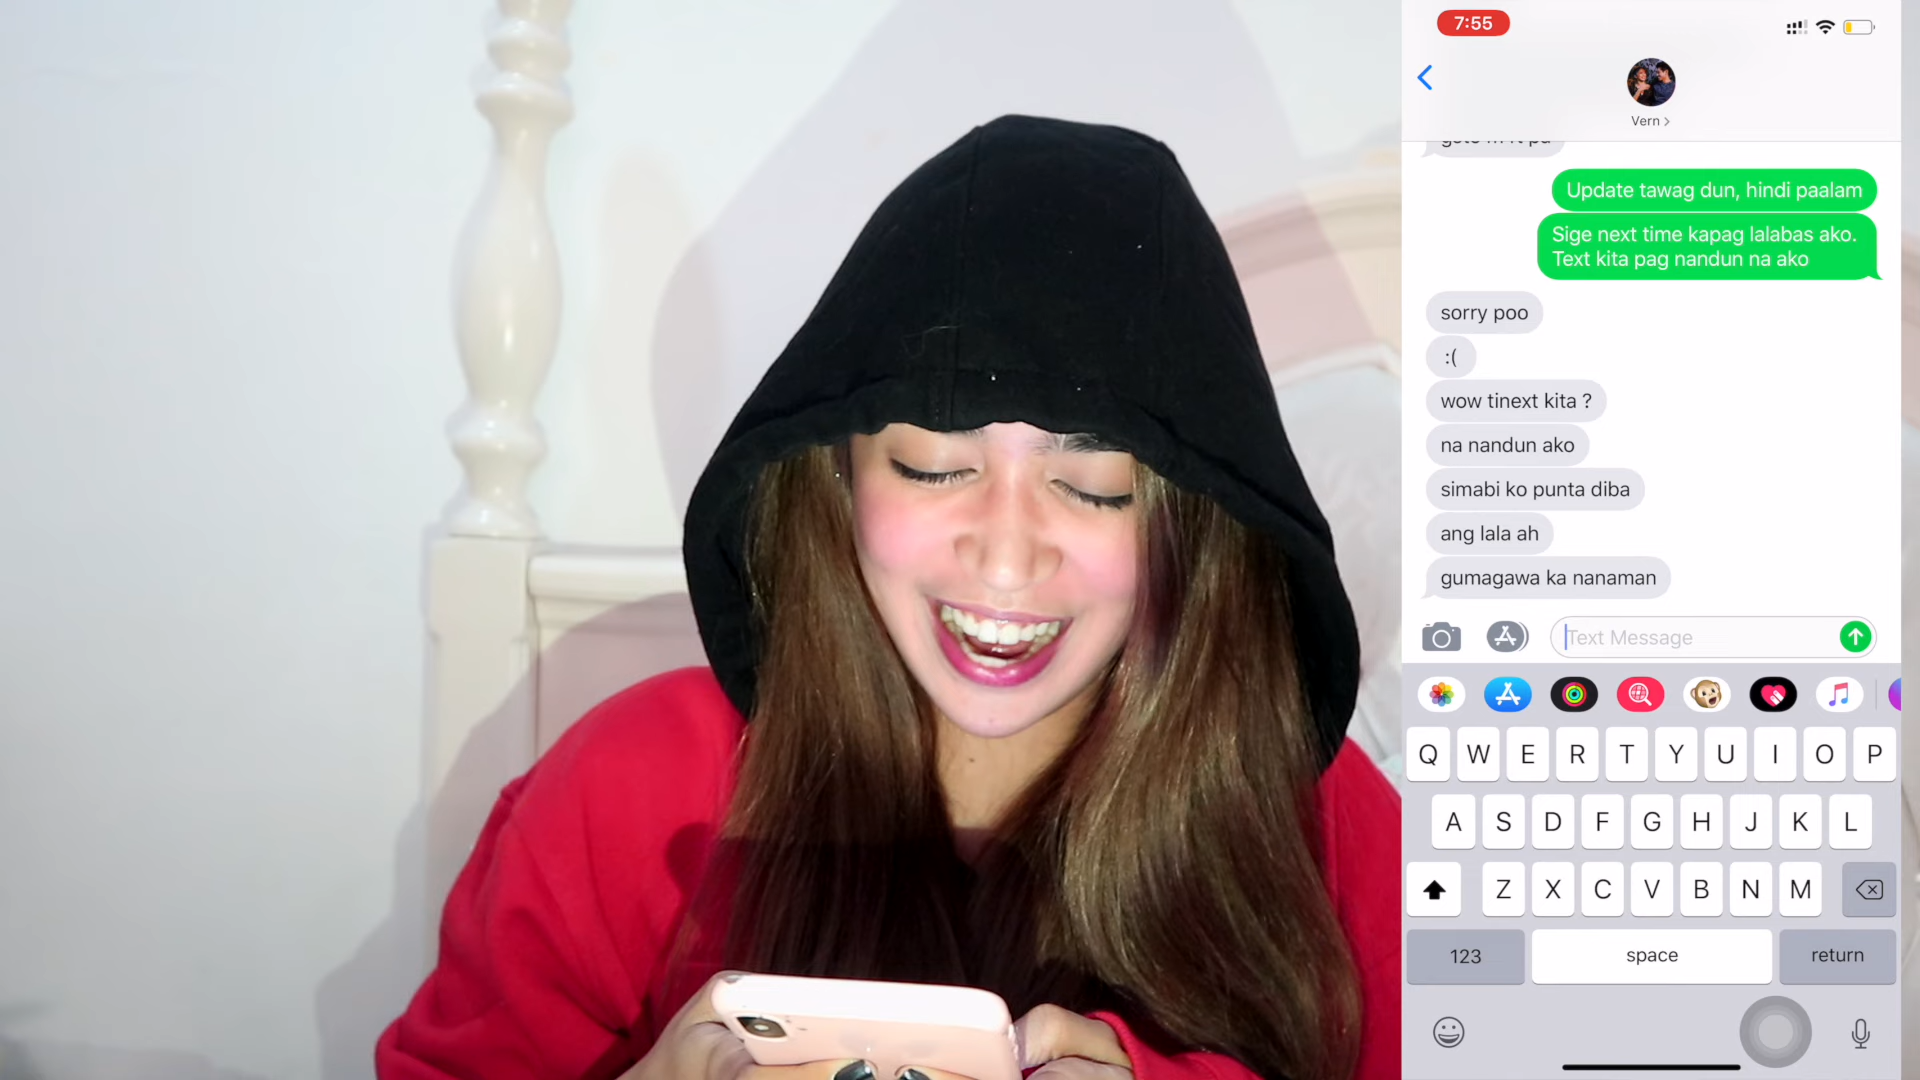 7:55
Vern >
Update tawag dun, hindi paalam
Sige next time kapag lalabas ako.
Text kita pag nandun na ako
sorry poo
:(
wow tinext kita ?
na nandun ako
simabi ko punta diba
ang lala ah
gumagawa ka nanaman
Text Message
Q W E R T Y U I O P
A S D F G H J K L
Z X C V B N M
123 space return